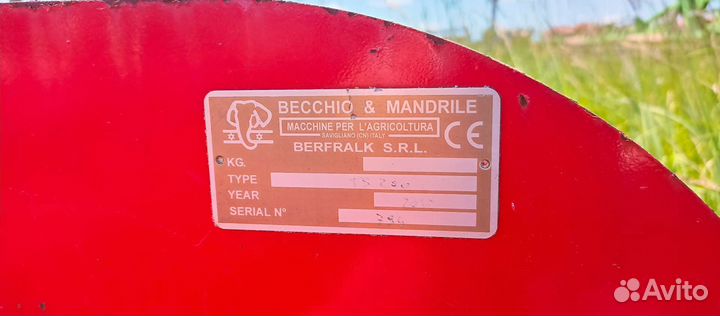 BECCHIO & MANDRILE
MACCHINE PER L'AGRICOLTURA
SAVIGLIANO (CN) ITALY
CE
BERFRALK S.R.L.
KG.
TYPE
YEAR
SERIAL N°
Avito